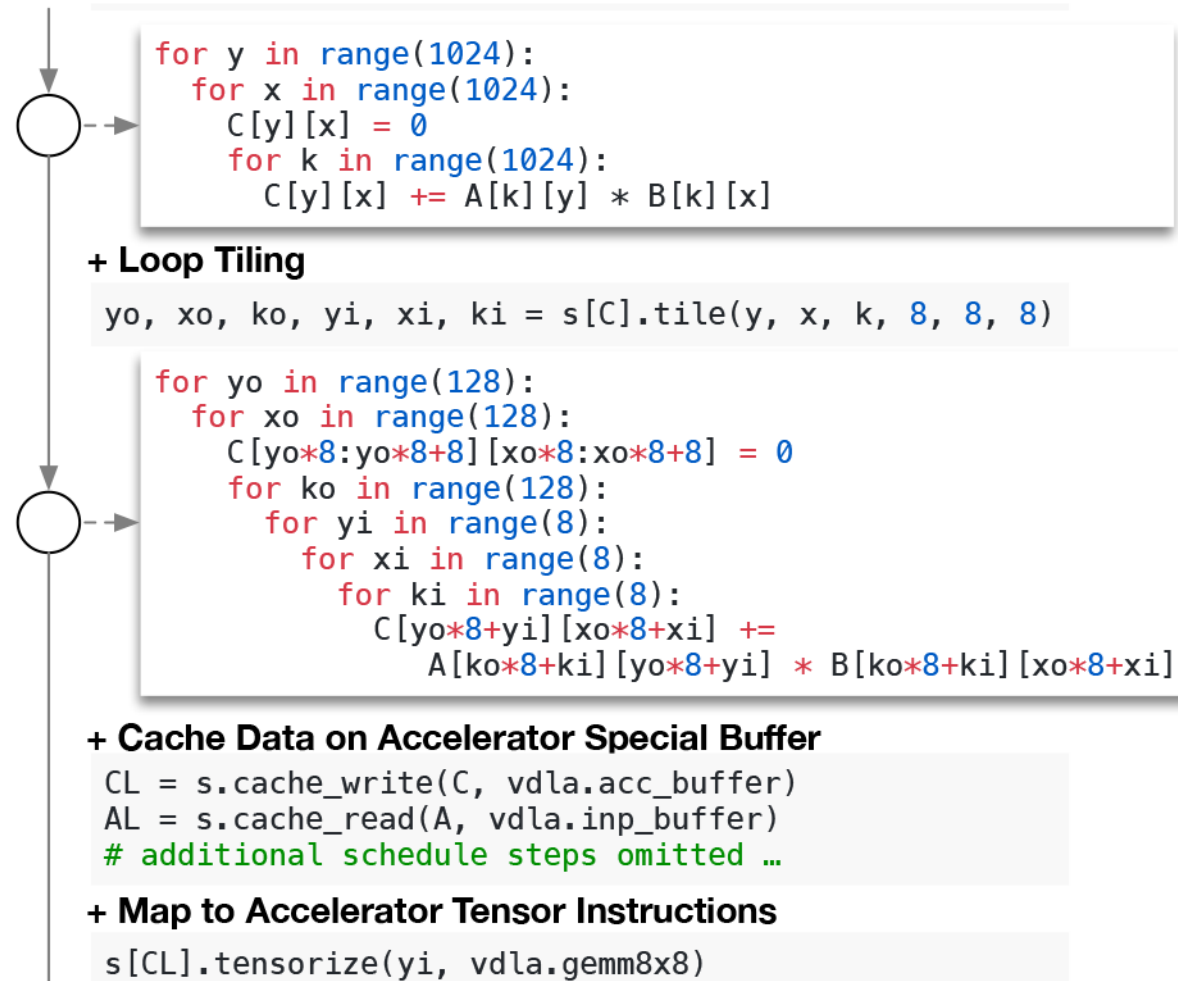 for y in range(1024):
  for x in range(1024):
    C[y][x] = 0
    for k in range(1024):
      C[y][x] += A[k][y] * B[k][x]
+ Loop Tiling
yo, xo, ko, yi, xi, ki = s[C].tile(y, x, k, 8, 8, 8)
for yo in range(128):
  for xo in range(128):
    C[yo*8:yo*8+8][xo*8:xo*8+8] = 0
    for ko in range(128):
      for yi in range(8):
        for xi in range(8):
          for ki in range(8):
            C[yo*8+yi][xo*8+xi] +=
               A[ko*8+ki][yo*8+yi] * B[ko*8+ki][xo*8+xi]
+ Cache Data on Accelerator Special Buffer
CL = s.cache_write(C, vdla.acc_buffer)
AL = s.cache_read(A, vdla.inp_buffer)
# additional schedule steps omitted …
+ Map to Accelerator Tensor Instructions
s[CL].tensorize(yi, vdla.gemm8x8)